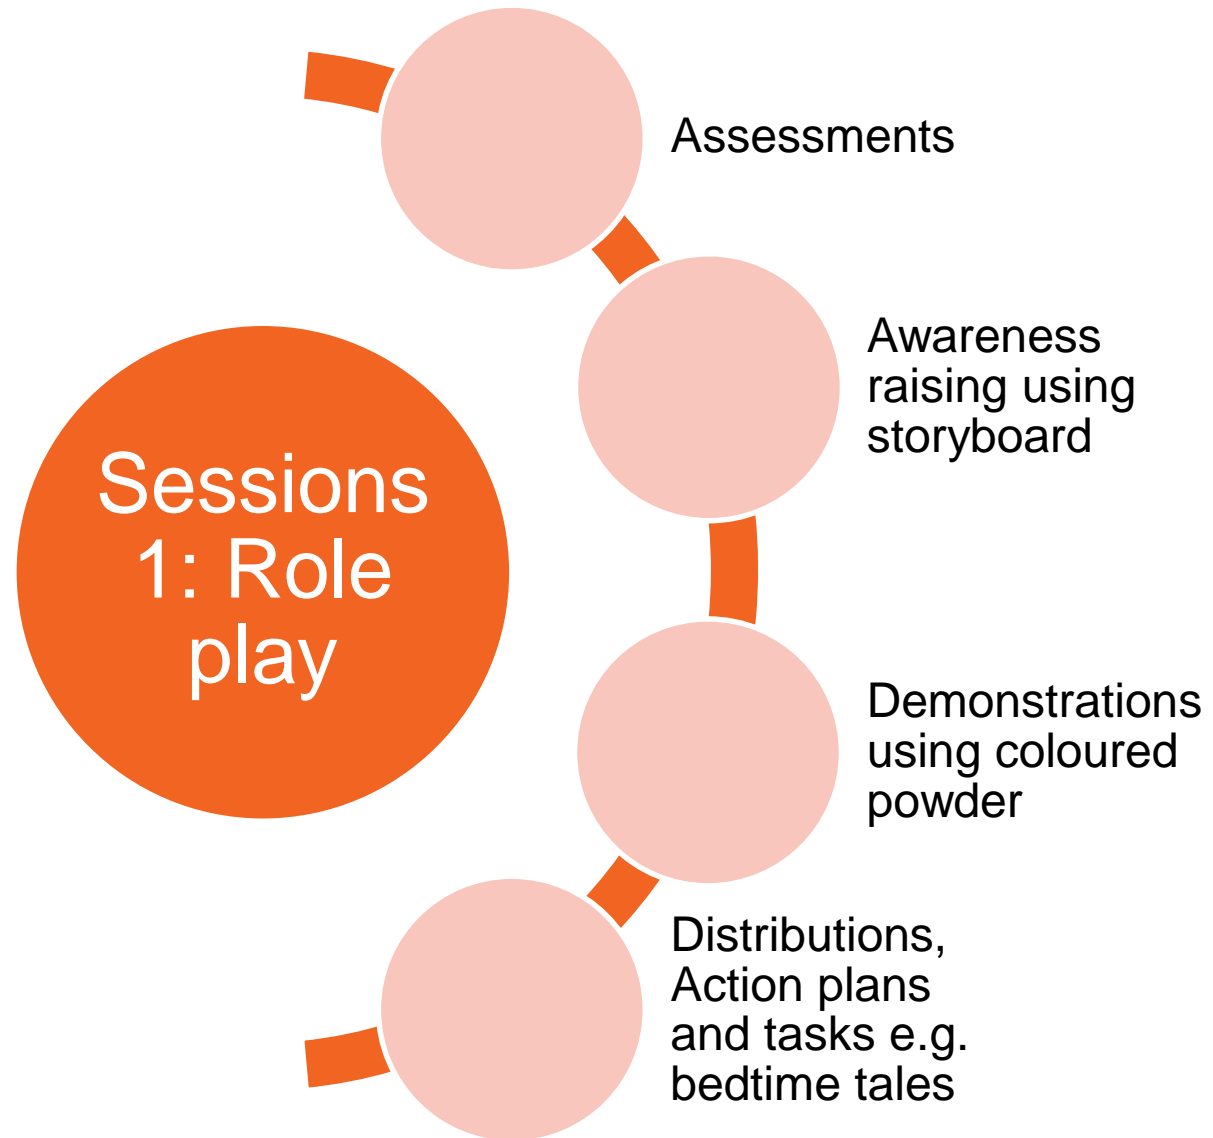 Sessions
1: Role
play
Assessments
Awareness
raising using
storyboard
Demonstrations
using coloured
powder
Distributions,
Action plans
and tasks e.g.
bedtime tales